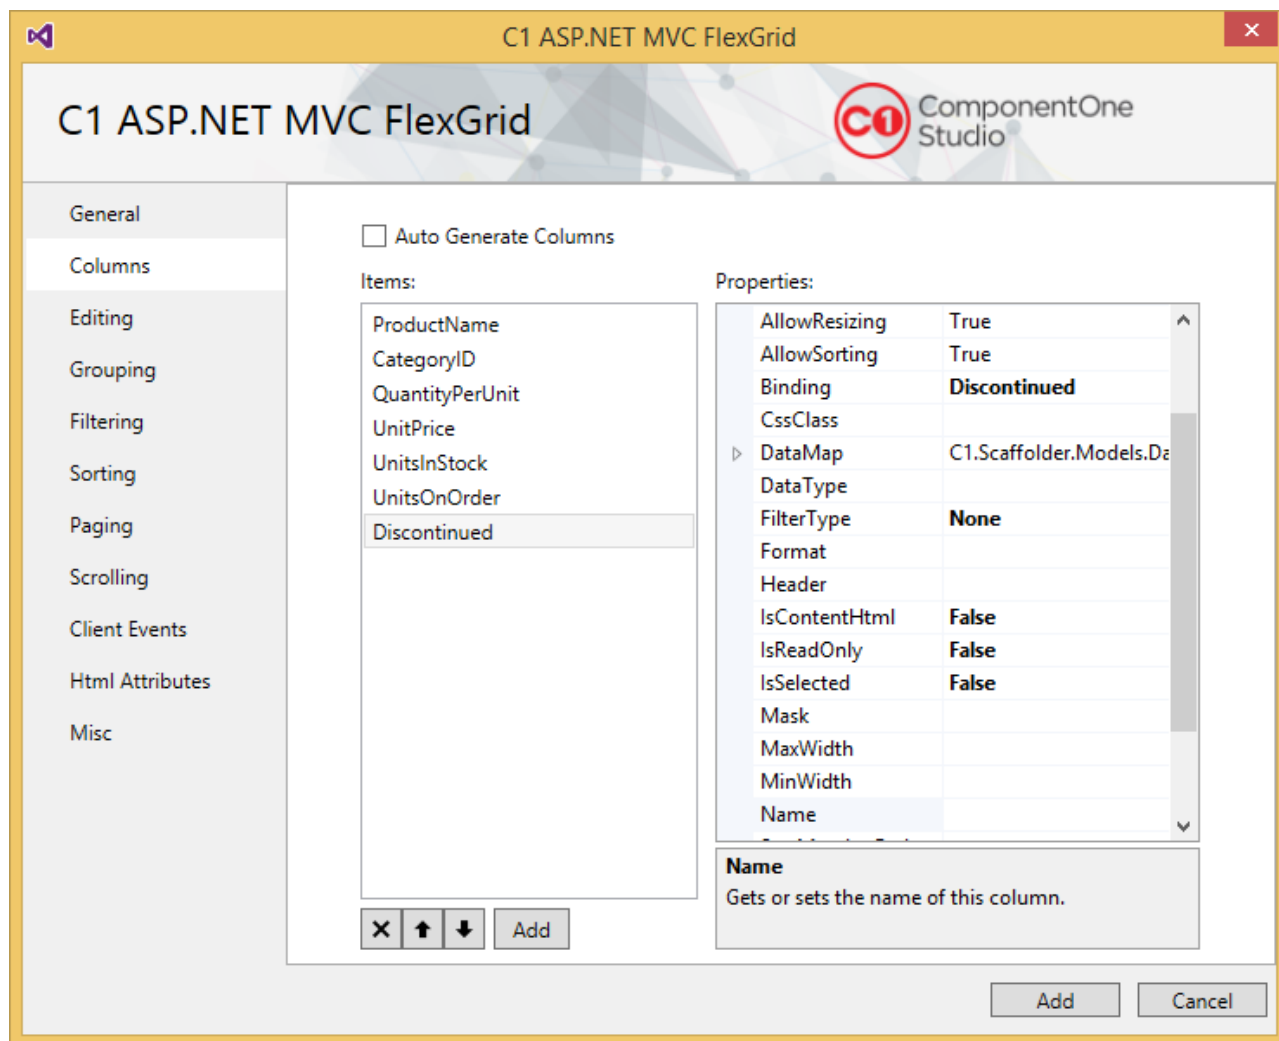 C1 ASP.NET MVC FlexGrid
C1 ASP.NET MVC FlexGrid
C1 ComponentOne
Studio
General
Columns
Editing
Grouping
Filtering
Sorting
Paging
Scrolling
Client Events
Html Attributes
Misc
Auto Generate Columns
Items:
ProductName
CategoryID
QuantityPerUnit
UnitPrice
UnitsInStock
UnitsOnOrder
Discontinued
Add
Properties:
AllowResizing True
AllowSorting True
Binding Discontinued
CssClass
DataMap C1.Scaffolder.Models.Da
DataType
FilterType None
Format
Header
IsContentHtml False
IsReadOnly False
IsSelected False
Mask
MaxWidth
MinWidth
Name
Name
Gets or sets the name of this column.
Add Cancel